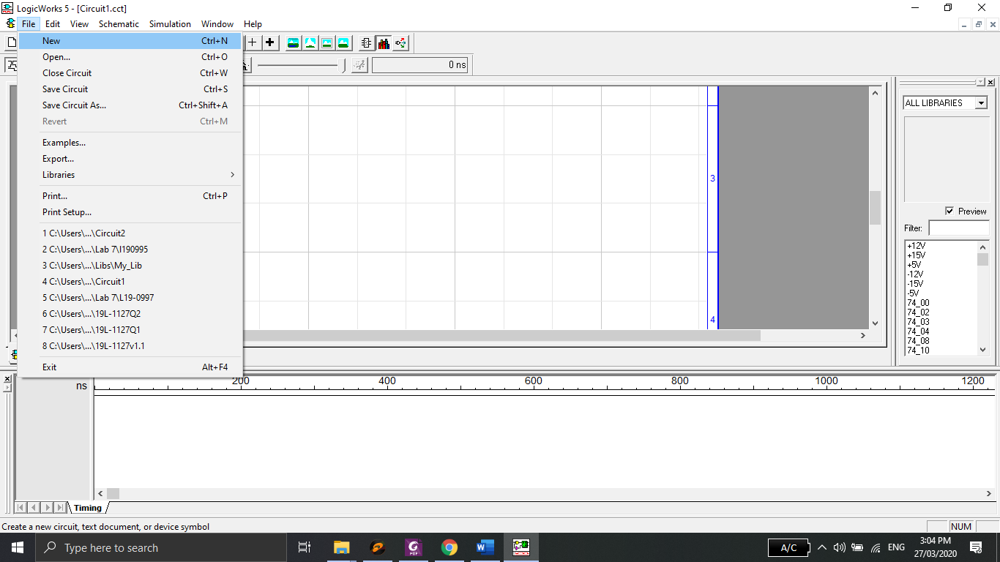 LogicWorks 5 - [Circuit1.cct]
File Edit View Schematic Simulation Window Help
New Ctrl+N
Open... Ctrl+O
Close Circuit Ctrl+W
Save Circuit Ctrl+S
Save Circuit As... Ctrl+Shift+A
Revert Ctrl+M
Examples...
Export...
Libraries
Print... Ctrl+P
Print Setup...
1 C:\Users\...\Circuit2
2 C:\Users\...\Lab 7\I190995
3 C:\Users\...\Libs\My_Lib
4 C:\Users\...\Circuit1
5 C:\Users\...\Lab 7\L19-0997
6 C:\Users\...\19L-1127Q2
7 C:\Users\...\19L-1127Q1
8 C:\Users\...\19L-1127v1.1
Exit Alt+F4
0 ns
3
4
ALL LIBRARIES
Preview
Filter:
+12V
+15V
+5V
-12V
-15V
-5V
74_00
74_02
74_03
74_04
74_08
74_10
ns 200 400 600 800 1000 1200
Timing
Create a new circuit, text document, or device symbol NUM
Type here to search
PDF
A/C
ENG
3:04 PM
27/03/2020